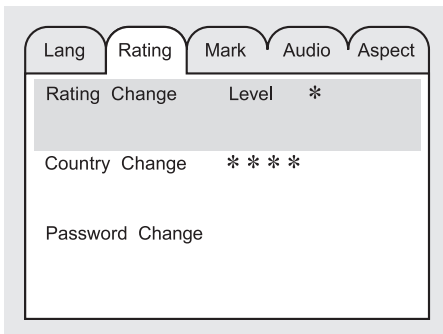 Lang Rating Mark Audio Aspect
Rating Change Level *
Country Change ****
Password Change